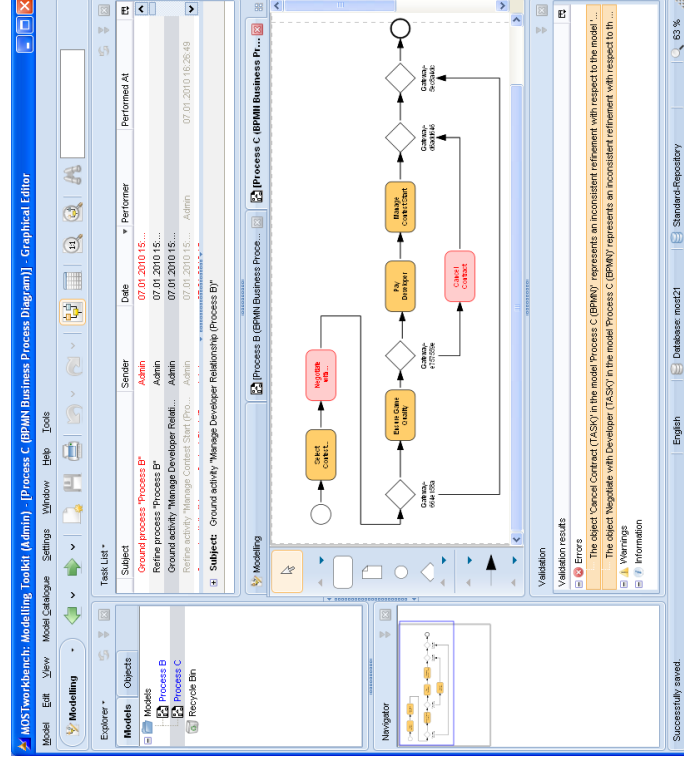 MOSTworkbench: Modelling Toolkit (Admin) - [Process C (BPMN Business Process Diagram)] - Graphical Editor
Model Edit View Model Catalogue Settings Window Help Tools
Modelling
1:1
Explorer
Models Objects
Models
Process B
Process C
Recycle Bin
Navigator
Task List
Subject Sender Date Performer Performed At
Ground process "Process B" Admin 07.01.2010 15:...
Refine process "Process B" Admin 07.01.2010 15:...
Ground activity "Manage Developer Relati... Admin 07.01.2010 15:...
Refine activity "Manage Contest Start (Pro... Admin 07.01.2010 15:... Admin 07.01.2010 16:26:49
Subject: Ground activity "Manage Developer Relationship (Process B)"
Modelling
[Process B (BPMN Business Proce...
[Process C (BPMN Business Pr...
Select
Contest...
Negotiate
with...
Gateway-
Ensure Game
Quality
Gateway-
Pay
Developer
Manage
Contest Start
Gateway-
Gateway-
Cancel
Contract
Validation
Validation results
Errors
The object 'Cancel Contract (TASK)' in the model 'Process C (BPMN)' represents an inconsistent refinement with respect to the model '...
The object 'Negotiate with Developer (TASK)' in the model 'Process C (BPMN)' represents an inconsistent refinement with respect to th...
Warnings
Information
Successfully saved. English Database: most21 Standard-Repository 63 %